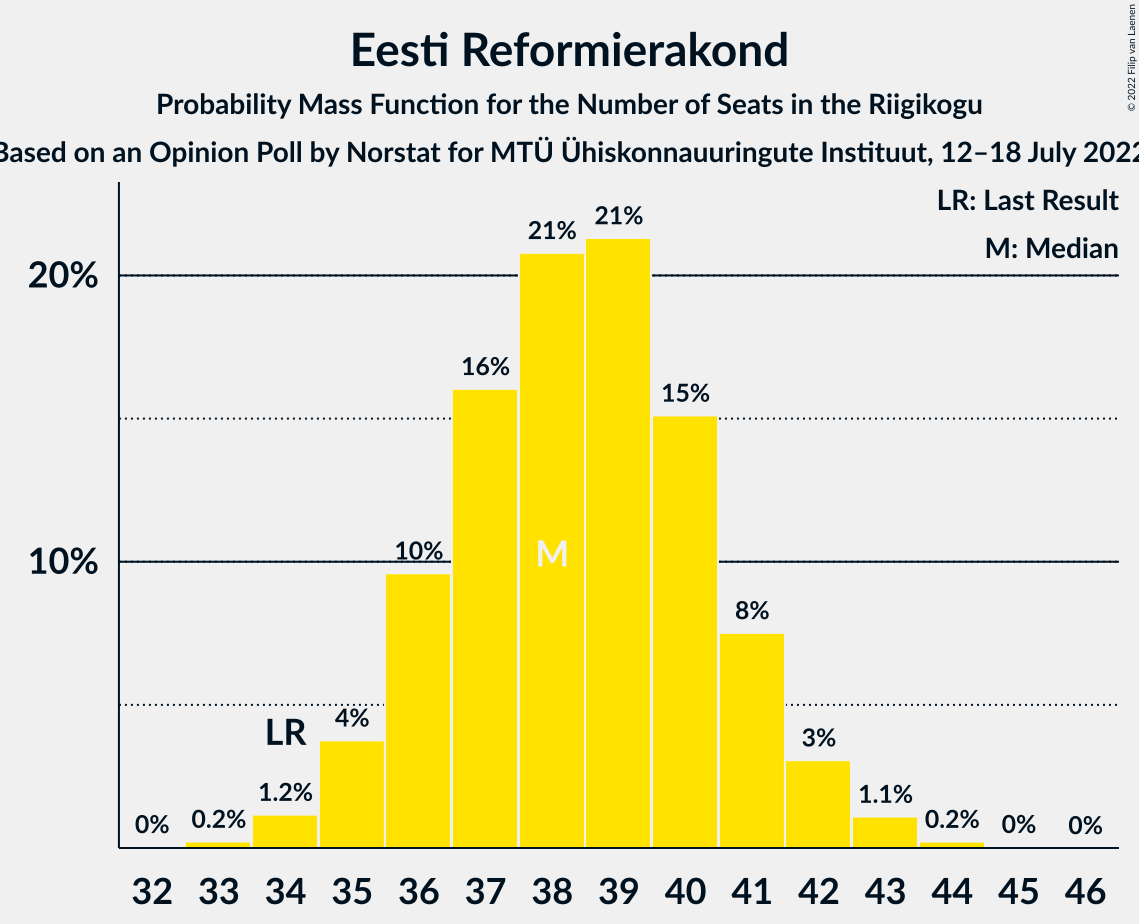 Eesti Reformierakond
Probability Mass Function for the Number of Seats in the Riigikogu
Based on an Opinion Poll by Norstat for MTÜ Ühiskonnauuringute Instituut, 12–18 July 2022
© 2022 Filip van Laenen
LR: Last Result
M: Median
20%
10%
0%
0.2%
1.2%
4%
10%
16%
21%
21%
15%
8%
3%
1.1%
0.2%
0%
0%
LR
M
32 33 34 35 36 37 38 39 40 41 42 43 44 45 46